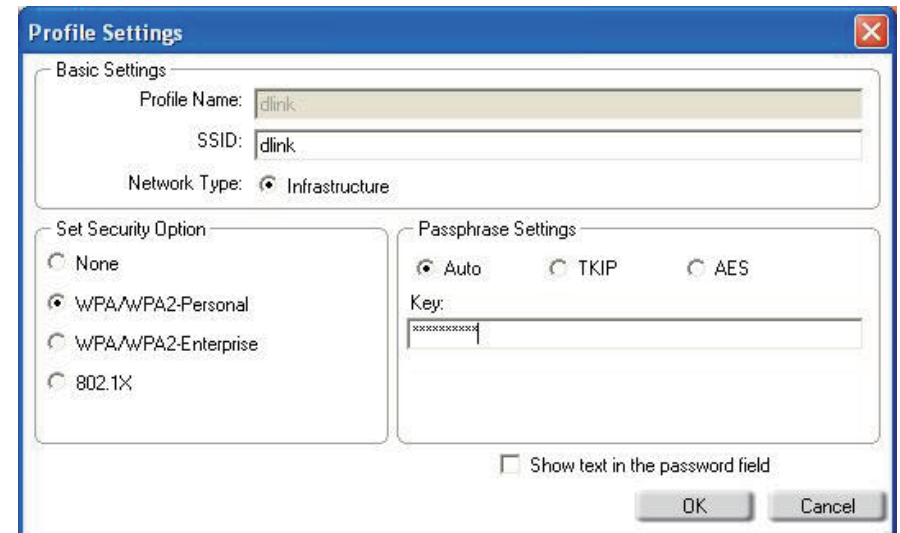 Profile Settings
Basic Settings
Profile Name: dlink
SSID: dlink
Network Type: Infrastructure
Set Security Option
None
WPA/WPA2-Personal
WPA/WPA2-Enterprise
802.1X
Passphrase Settings
Auto TKIP AES
Key:
xxxxxxxxxx
Show text in the password field
OK Cancel